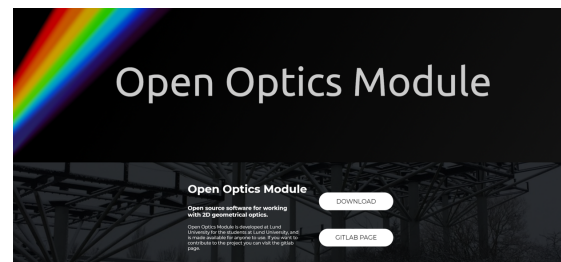 Open Optics Module
Open Optics Module
DOWNLOAD
Open source software for working
with 2D geometrical optics.
Open Optics Module is developed at Lund
University for the students at Lund University, and
is made available for anyone to use. If you want to
contribute to the project you can visit the gitlab
page.
GITLAB PAGE